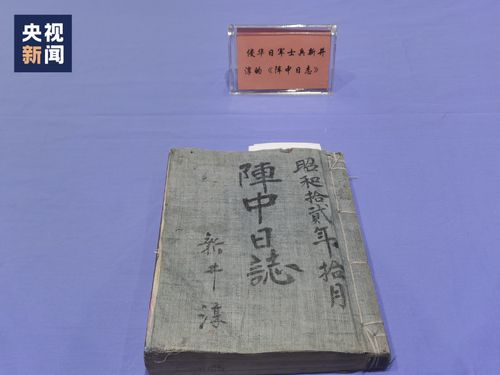 央视
新闻
侵华日军士兵新井
淳的《阵中日志》
昭和拾貳年拾月
陣中日誌
新井淳